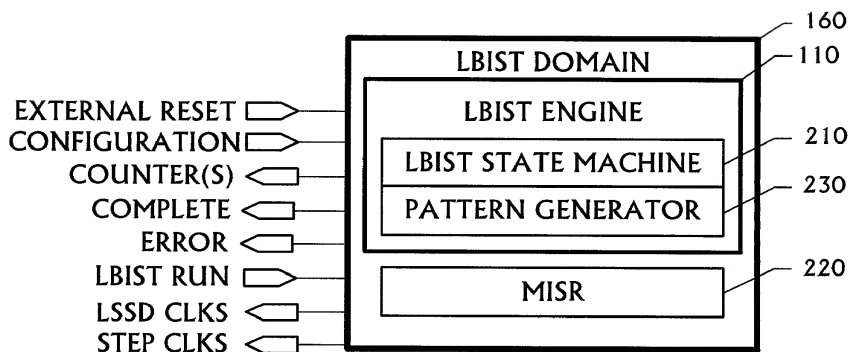 160
LBIST DOMAIN
110
EXTERNAL RESET
LBIST ENGINE
CONFIGURATION
210
COUNTER(S)
LBIST STATE MACHINE
230
COMPLETE
PATTERN GENERATOR
ERROR
220
LBIST RUN
MISR
LSSD CLKS
STEP CLKS